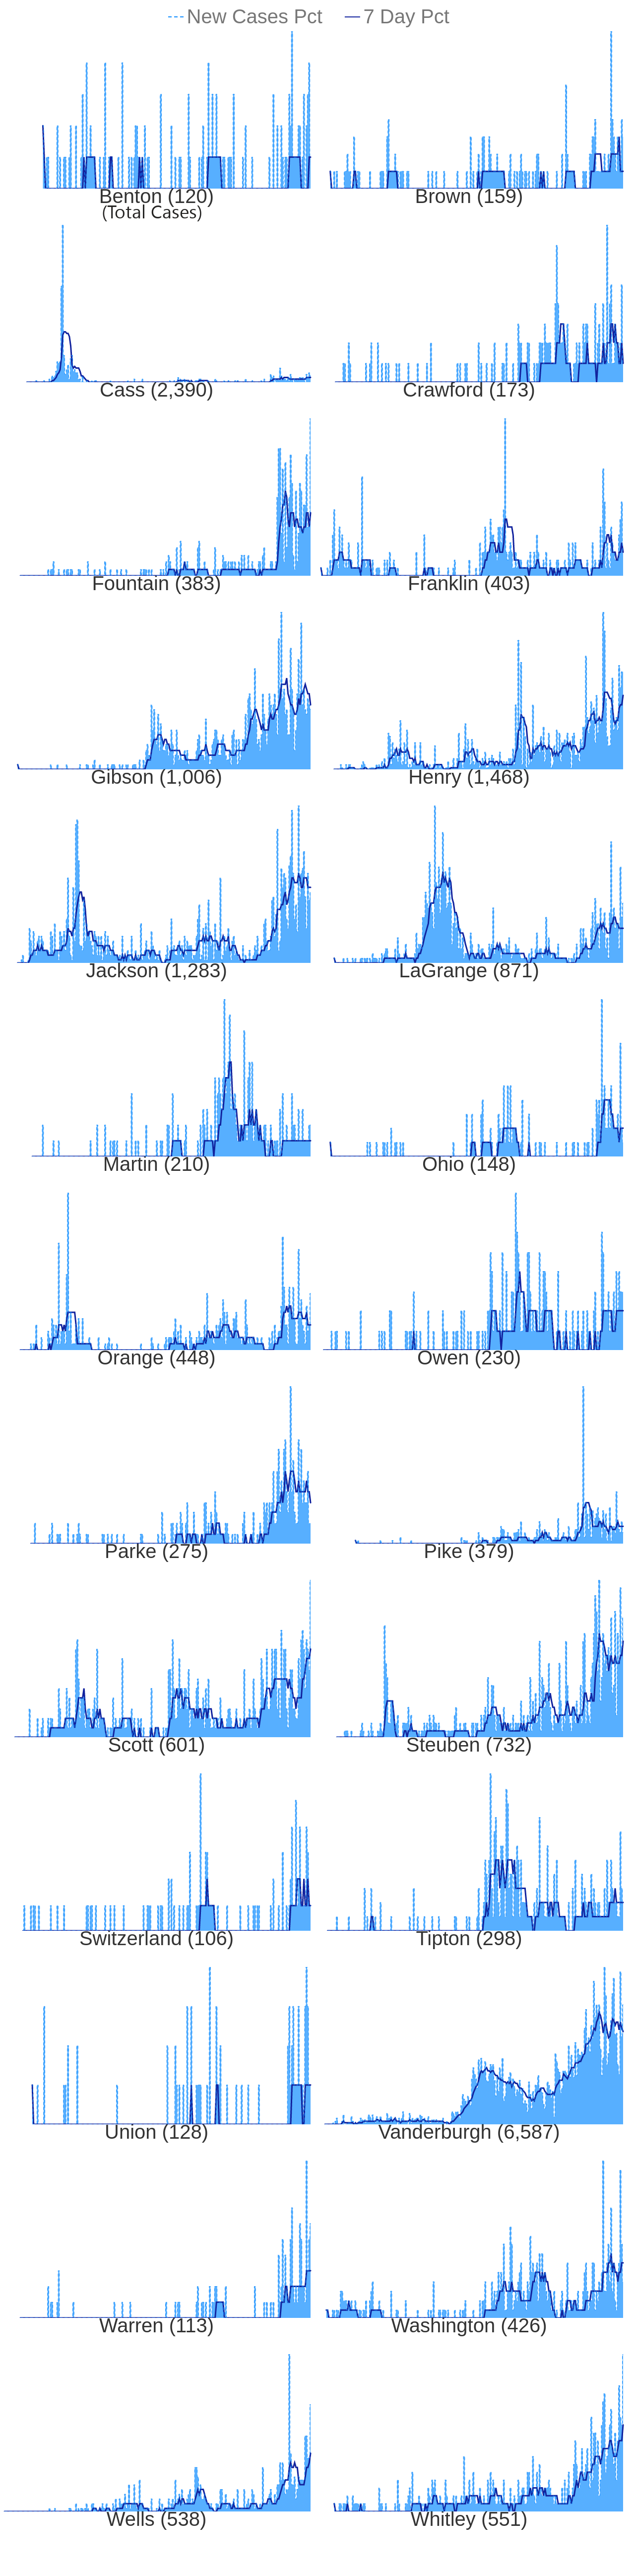 New Cases Pct 7 Day Pct
Benton (120) Brown (159)
(Total Cases)
Cass (2,390) Crawford (173)
Fountain (383) Franklin (403)
Gibson (1,006) Henry (1,468)
Jackson (1,283) LaGrange (871)
Martin (210) Ohio (148)
Orange (448) Owen (230)
Parke (275) Pike (379)
Scott (601) Steuben (732)
Switzerland (106) Tipton (298)
Union (128) Vanderburgh (6,587)
Warren (113) Washington (426)
Wells (538) Whitley (551)